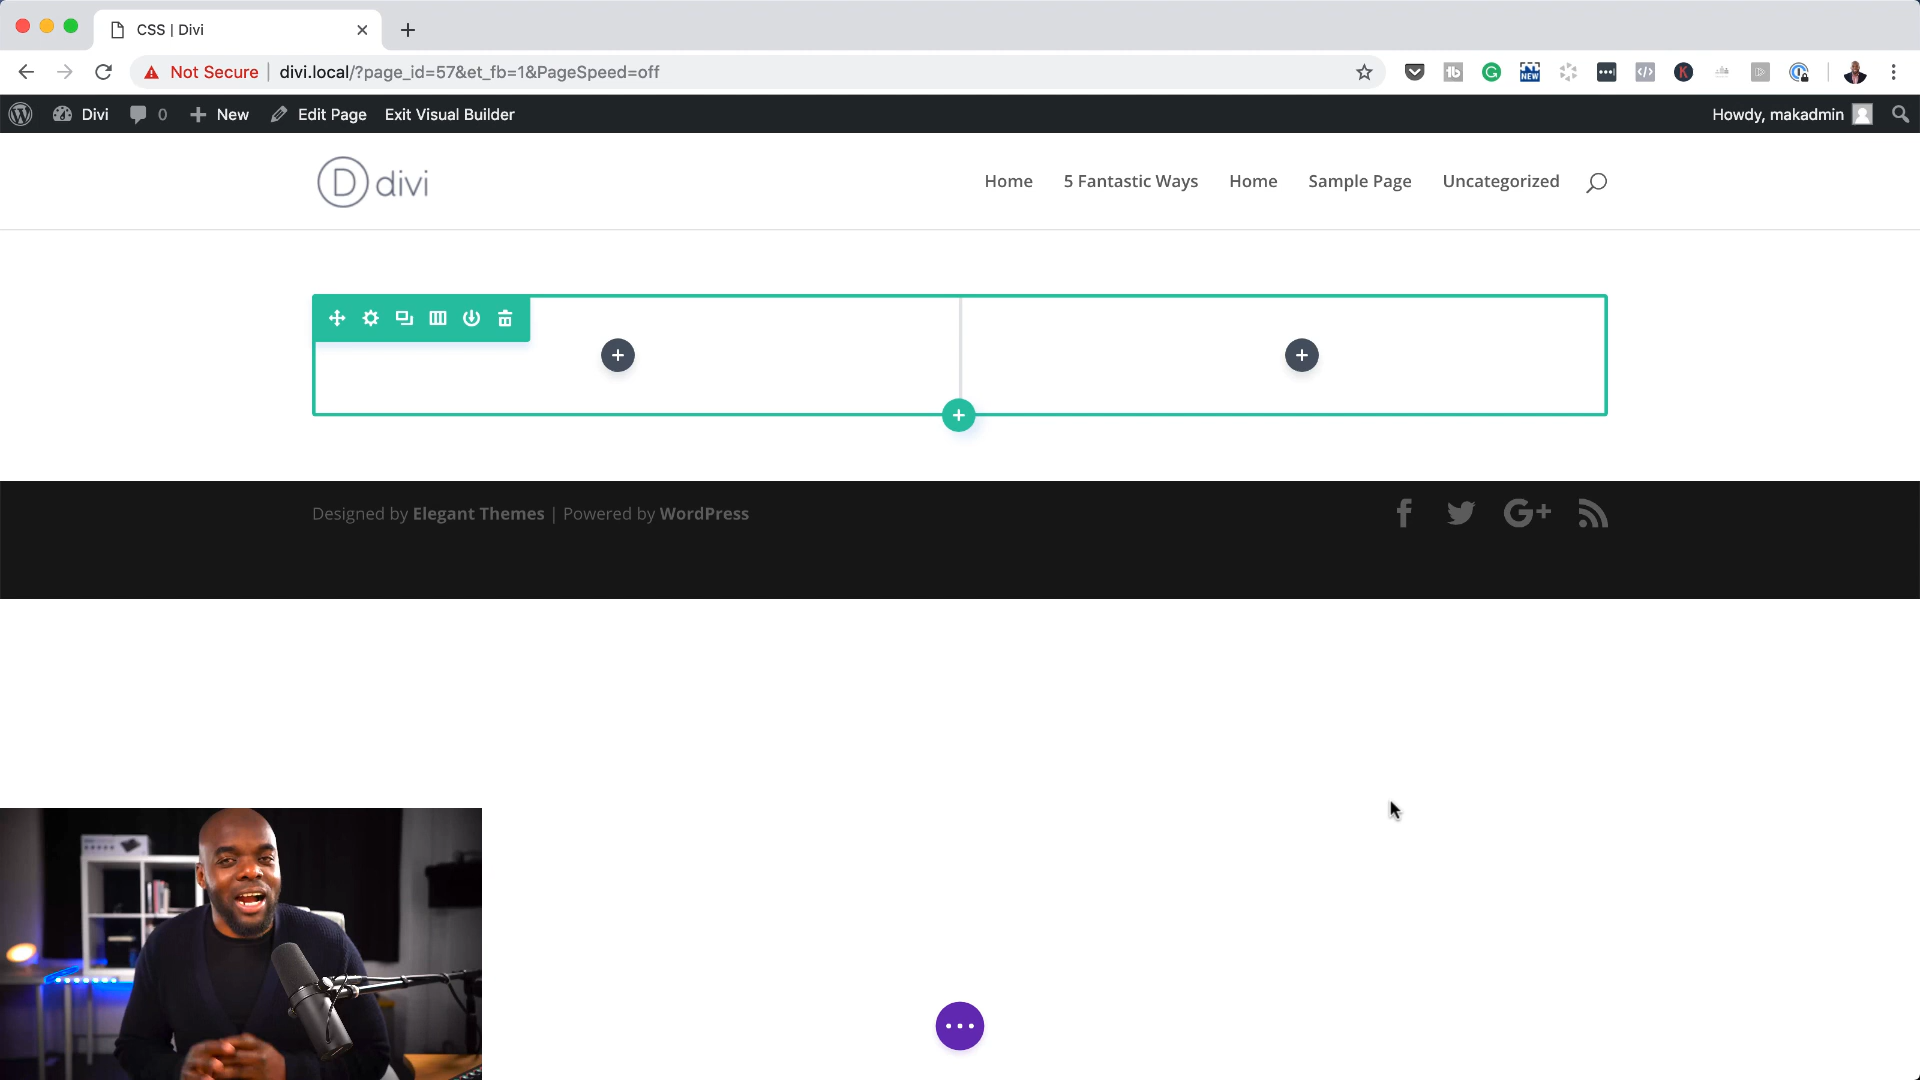 CSS | Divi
Not Secure | divi.local/?page_id=57&et_fb=1&PageSpeed=off
Divi 0 New Edit Page Exit Visual Builder Howdy, makadmin
D divi
Home 5 Fantastic Ways Home Sample Page Uncategorized
Designed by Elegant Themes | Powered by WordPress